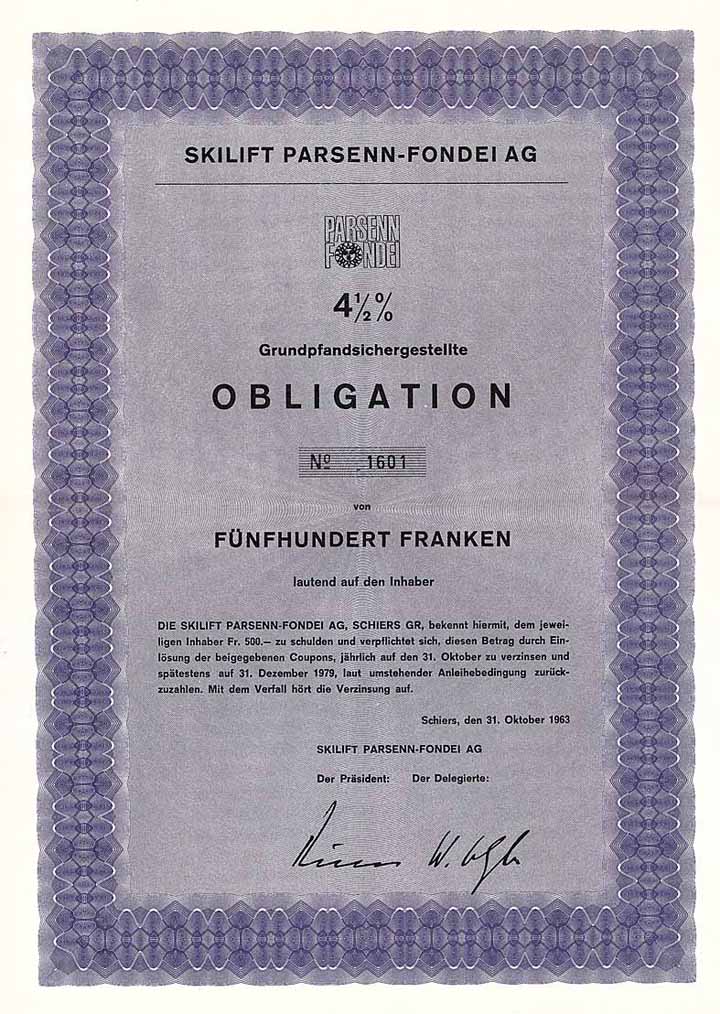 SKILIFT PARSENN-FONDEI AG
PARSENN
FONDEI
4½%
Grundpfandsichergestellte
OBLIGATION
Nº 1601
von
FÜNFHUNDERT FRANKEN
lautend auf den Inhaber
DIE SKILIFT PARSENN-FONDEI AG, SCHIERS GR, bekennt hiermit, dem jewei-
ligen Inhaber Fr. 500.— zu schulden und verpflichtet sich, diesen Betrag durch Ein-
lösung der beigegebenen Coupons, jährlich auf den 31. Oktober zu verzinsen und
spätestens auf 31. Dezember 1979, laut umstehender Anleihebedingung zurück-
zuzahlen. Mit dem Verfall hört die Verzinsung auf.
Schiers, den 31. Oktober 1963
SKILIFT PARSENN-FONDEI AG
Der Präsident: Der Delegierte: